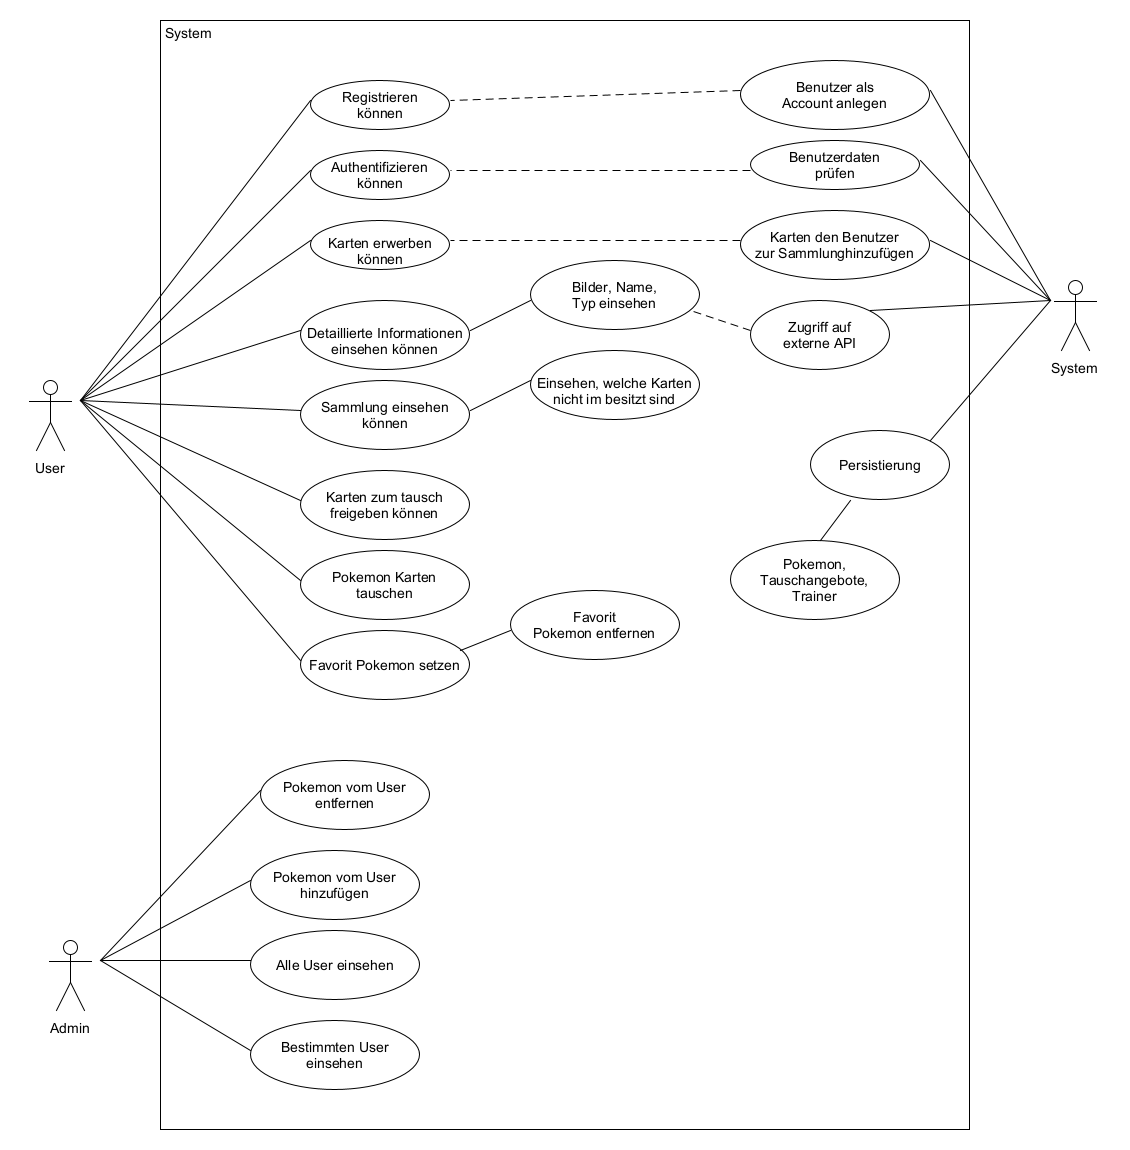 System
Registrieren
können
Benutzer als
Account anlegen
Authentifizieren
können
Benutzerdaten
prüfen
Karten erwerben
können
Karten den Benutzer
zur Sammlunghinzufügen
Bilder, Name,
Typ einsehen
Detaillierte Informationen
einsehen können
Zugriff auf
externe API
System
Sammlung einsehen
können
Einsehen, welche Karten
nicht im besitzt sind
User
Persistierung
Karten zum tausch
freigeben können
Pokemon Karten
tauschen
Pokemon,
Tauschangebote,
Trainer
Favorit
Pokemon entfernen
Favorit Pokemon setzen
Pokemon vom User
entfernen
Pokemon vom User
hinzufügen
Alle User einsehen
Admin
Bestimmten User
einsehen